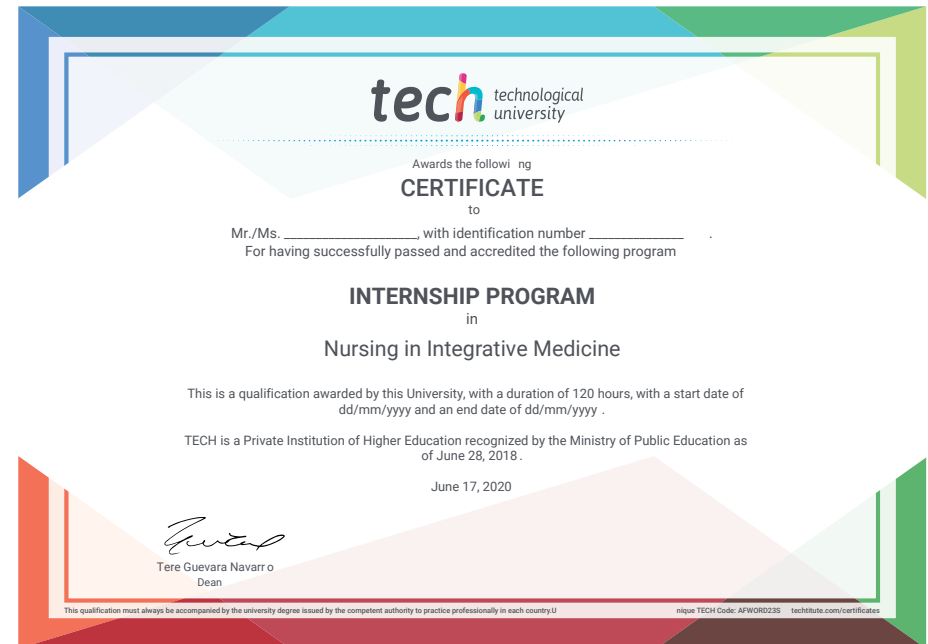 tech technological
university
Awards the followi ng
CERTIFICATE
to
Mr./Ms. _____________________, with identification number _______________ .
For having successfully passed and accredited the following program
INTERNSHIP PROGRAM
in
Nursing in Integrative Medicine
This is a qualification awarded by this University, with a duration of 120 hours, with a start date of
dd/mm/yyyy and an end date of dd/mm/yyyy .
TECH is a Private Institution of Higher Education recognized by the Ministry of Public Education as
of June 28, 2018 .
June 17, 2020
Tere Guevara Navarr o
Dean
This qualification must always be accompanied by the university degree issued by the competent authority to practice professionally in each country.U nique TECH Code: AFWORD23S techtitute.com/certificates